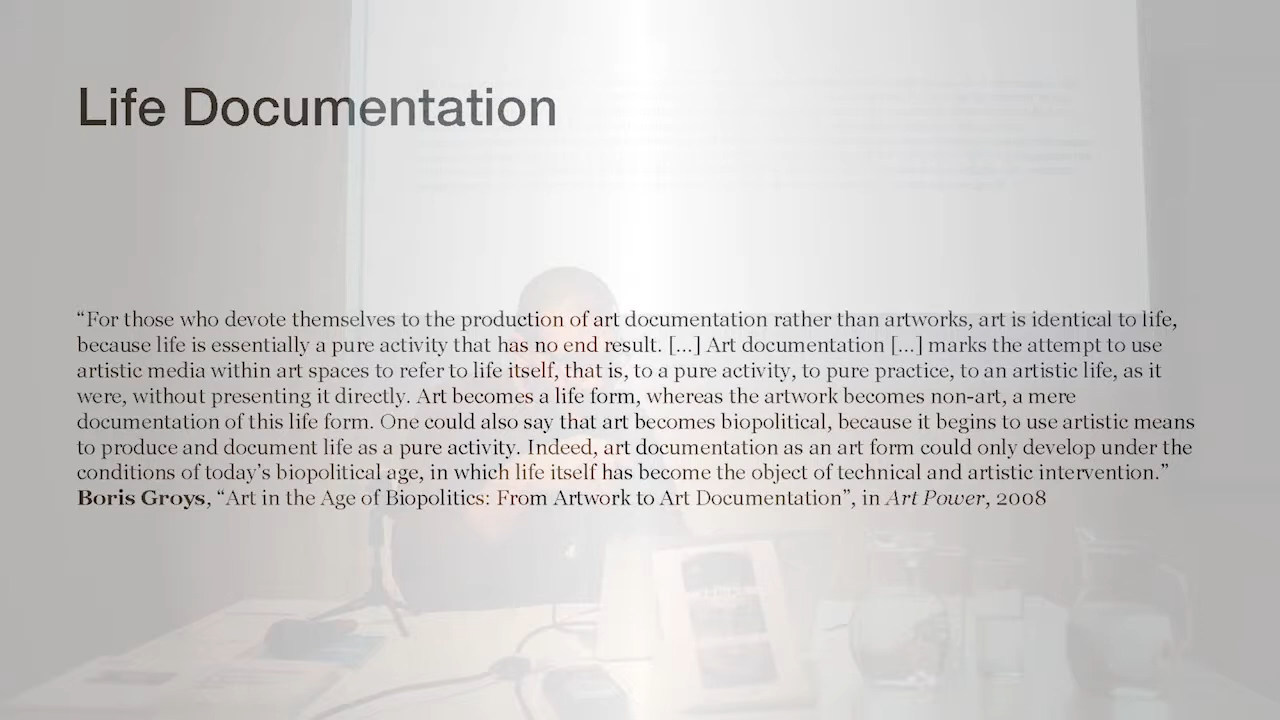 Life Documentation
“For those who devote themselves to the production of art documentation rather than artworks, art is identical to life,
because life is essentially a pure activity that has no end result. [...] Art documentation [...] marks the attempt to use
artistic media within art spaces to refer to life itself, that is, to a pure activity, to pure practice, to an artistic life, as it
were, without presenting it directly. Art becomes a life form, whereas the artwork becomes non-art, a mere
documentation of this life form. One could also say that art becomes biopolitical, because it begins to use artistic means
to produce and document life as a pure activity. Indeed, art documentation as an art form could only develop under the
conditions of today’s biopolitical age, in which life itself has become the object of technical and artistic intervention.”
Boris Groys, “Art in the Age of Biopolitics: From Artwork to Art Documentation”, in Art Power, 2008